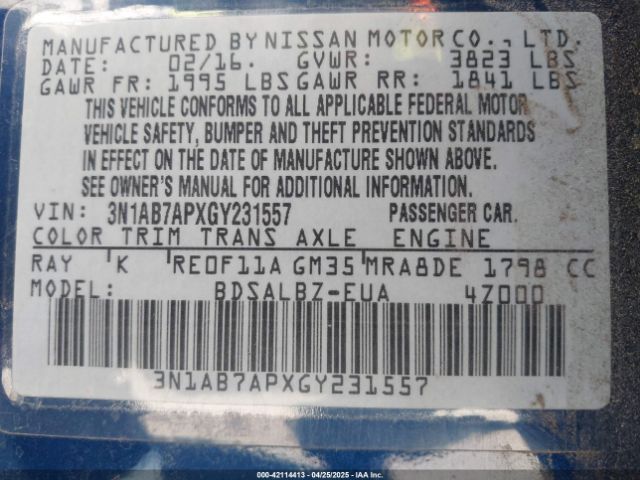 MANUFACTURED BY NISSAN MOTOR CO., LTD.
DATE: 02/16. GVWR: 3823 LBS
GAWR FR: 1995 LBS GAWR RR: 1841 LBS
THIS VEHICLE CONFORMS TO ALL APPLICABLE FEDERAL MOTOR
VEHICLE SAFETY, BUMPER AND THEFT PREVENTION STANDARDS
IN EFFECT ON THE DATE OF MANUFACTURE SHOWN ABOVE.
SEE OWNER'S MANUAL FOR ADDITIONAL INFORMATION
VIN: 3N1AB7APXGY231557 PASSENGER CAR.
COLOR TRIM TRANS AXLE ENGINE
RAY 'K 'RE0F11A GM35'MRA8DE 1798 CC
MODEL: BDSALBZ-EUA 4Z000
3N1AB7APXGY231557
000-42114413 - 04/25/2025 - IAAI.COM